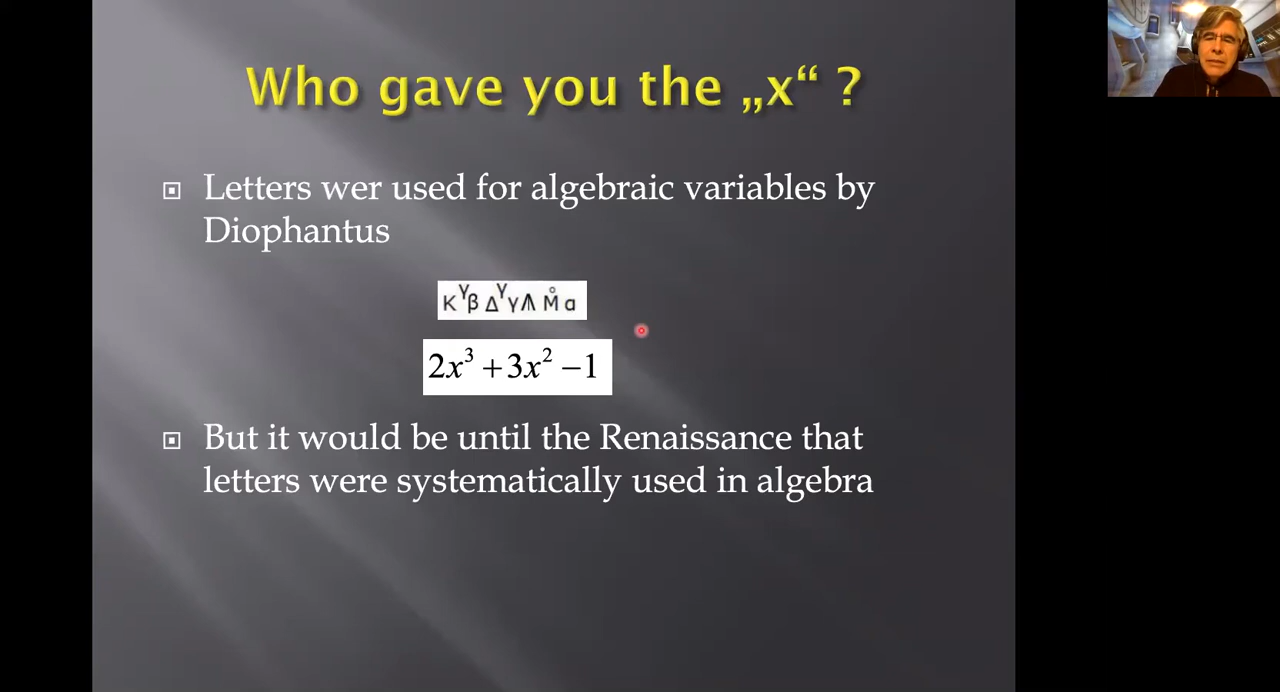 Who gave you the „x“ ?
Letters wer used for algebraic variables by
Diophantus
Κ^Υβ Δ^Υγ⩚ M̊ α
2x³ + 3x² − 1
But it would be until the Renaissance that
letters were systematically used in algebra